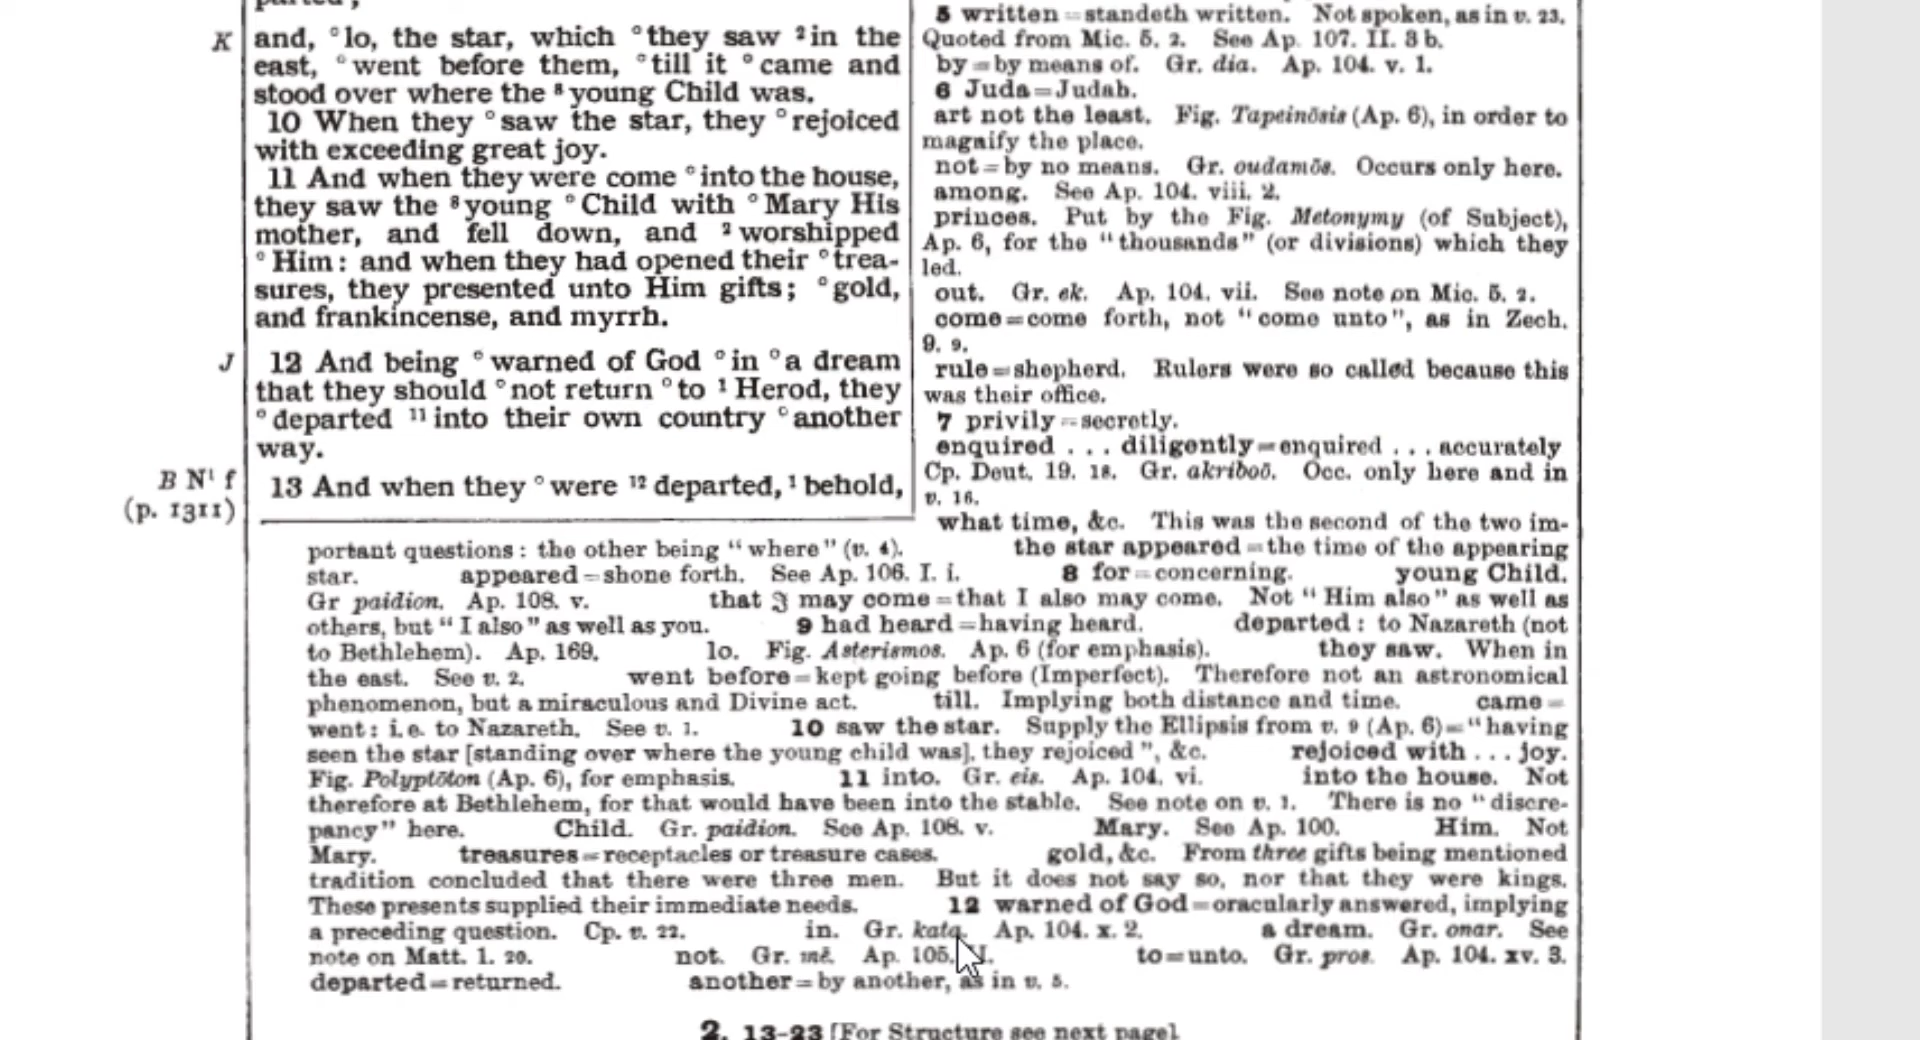 K
and, °lo, the star, which °they saw ²in the
east, °went before them, °till it °came and
stood over where the ⁸young Child was.
10 When they °saw the star, they °rejoiced
with exceeding great joy.
11 And when they were come °into the house,
they saw the ⁸young °Child with °Mary His
mother, and fell down, and ²worshipped
°Him: and when they had opened their °trea-
sures, they presented unto Him gifts; °gold,
and frankincense, and myrrh.
J
12 And being °warned of God °in °a dream
that they should °not return °to ¹Herod, they
°departed ¹¹into their own country °another
way.
B N¹ f
(p. 1311)
13 And when they °were ¹²departed, ¹behold,
5 written=standeth written. Not spoken, as in v. 23.
Quoted from Mic. 5. 2. See Ap. 107. II. 3 b.
by=by means of. Gr. dia. Ap. 104. v. 1.
6 Juda=Judah.
art not the least. Fig. Tapeinōsis (Ap. 6), in order to
magnify the place.
not=by no means. Gr. oudamōs. Occurs only here.
among. See Ap. 104. viii. 2.
princes. Put by the Fig. Metonymy (of Subject),
Ap. 6, for the "thousands" (or divisions) which they
led.
out. Gr. ek. Ap. 104. vii. See note on Mic. 5. 2.
come=come forth, not "come unto", as in Zech.
9. 9.
rule=shepherd. Rulers were so called because this
was their office.
7 privily=secretly.
enquired . . . diligently=enquired . . . accurately
Cp. Deut. 19. 18. Gr. akriboō. Occ. only here and in
v. 16.
what time, &c. This was the second of the two im-
portant questions: the other being "where" (v. 4). the star appeared=the time of the appearing
star. appeared=shone forth. See Ap. 106. I. i. 8 for=concerning. young Child.
Gr paidion. Ap. 108. v. that I may come=that I also may come. Not "Him also" as well as
others, but "I also" as well as you. 9 had heard=having heard. departed: to Nazareth (not
to Bethlehem). Ap. 169. lo. Fig. Asterismos. Ap. 6 (for emphasis). they saw. When in
the east. See v. 2. went before=kept going before (Imperfect). Therefore not an astronomical
phenomenon, but a miraculous and Divine act. till. Implying both distance and time. came=
went: i.e. to Nazareth. See v. 1. 10 saw the star. Supply the Ellipsis from v. 9 (Ap. 6)="having
seen the star [standing over where the young child was], they rejoiced", &c. rejoiced with . . . joy.
Fig. Polyptōton (Ap. 6), for emphasis. 11 into. Gr. eis. Ap. 104. vi. into the house. Not
therefore at Bethlehem, for that would have been into the stable. See note on v. 1. There is no "discre-
pancy" here. Child. Gr. paidion. See Ap. 108. v. Mary. See Ap. 100. Him. Not
Mary. treasures=receptacles or treasure cases. gold, &c. From three gifts being mentioned
tradition concluded that there were three men. But it does not say so, nor that they were kings.
These presents supplied their immediate needs. 12 warned of God=oracularly answered, implying
a preceding question. Cp. v. 22. in. Gr. kata. Ap. 104. x. 2. a dream. Gr. onar. See
note on Matt. 1. 20. not. Gr. mē. Ap. 105. to=unto. Gr. pros. Ap. 104. xv. 3.
departed=returned. another=by another, as in v. 5.
2. 13-23 [For Structure see next page]